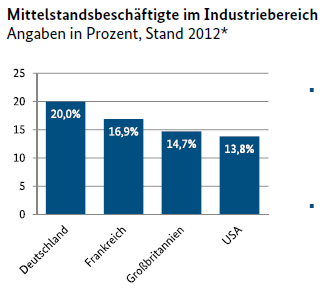 Mittelstandsbeschäftigte im Industriebereich
Angaben in Prozent, Stand 2012*
25
20
15
10
5
0
20,0%
16,9%
14,7%
13,8%
Deutschland
Frankreich
Großbritannien
USA